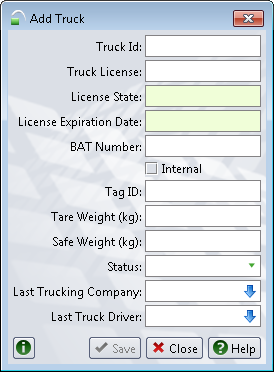 Add Truck
Truck Id:
Truck License:
License State:
License Expiration Date:
BAT Number:
Internal
Tag ID:
Tare Weight (kg):
Safe Weight (kg):
Status:
Last Trucking Company:
Last Truck Driver:
Save Close Help